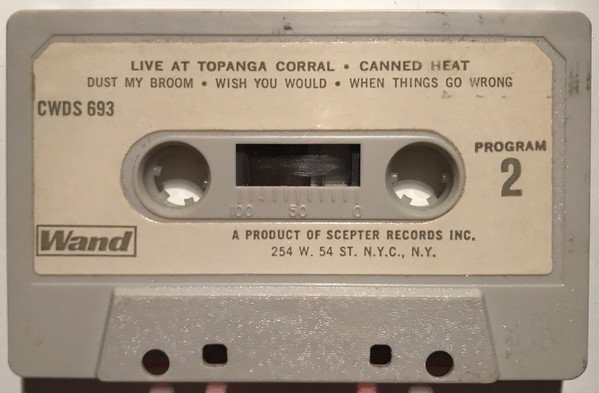 LIVE AT TOPANGA CORRAL • CANNED HEAT
DUST MY BROOM • WISH YOU WOULD • WHEN THINGS GO WRONG
CWDS 693
PROGRAM
2
100 50 0
Wand
A PRODUCT OF SCEPTER RECORDS INC.
254 W. 54 ST. N.Y.C., N.Y.